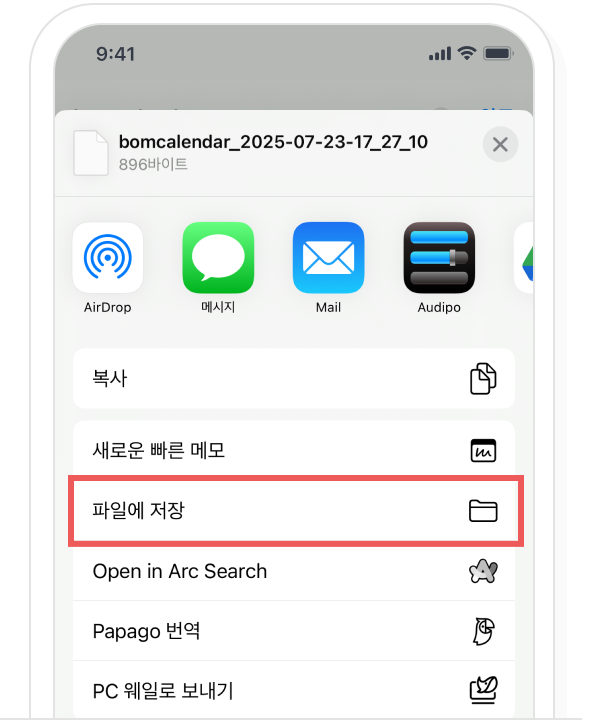 9:41
bomcalendar_2025-07-23-17_27_10
896바이트
AirDrop
메시지
Mail
Audipo
복사
새로운 빠른 메모
파일에 저장
Open in Arc Search
Papago 번역
PC 웨일로 보내기